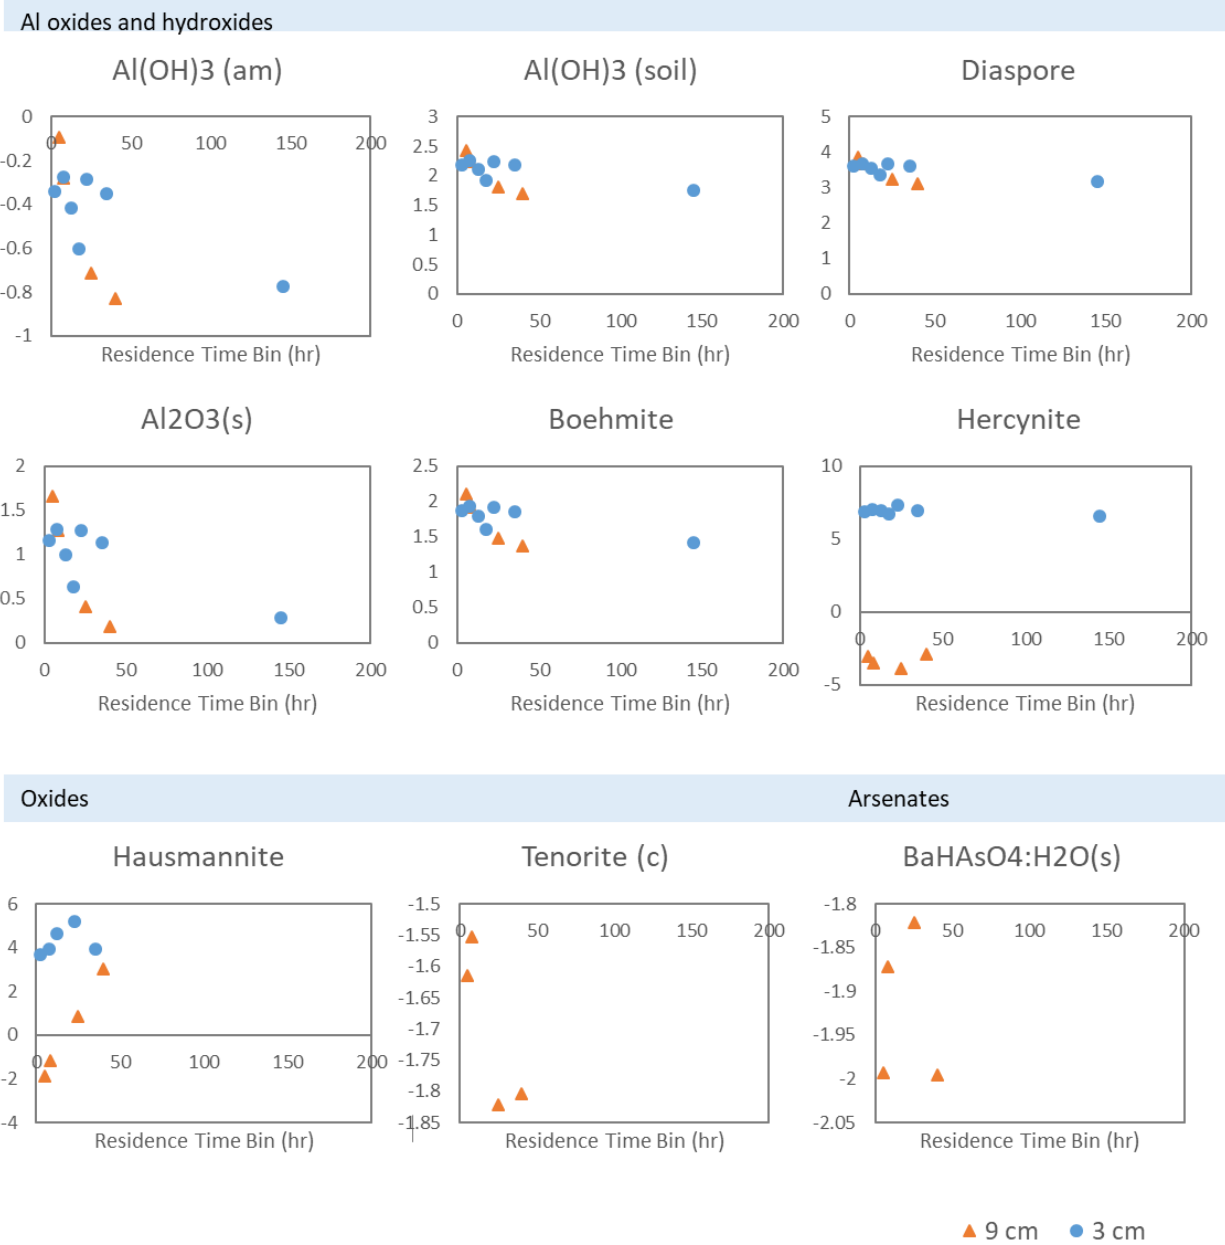 Al oxides and hydroxides
Al(OH)3 (am)
Al(OH)3 (soil)
Diaspore
0
-0.2
-0.4
-0.6
-0.8
-1
0 50 100 150 200
Residence Time Bin (hr)
3
2.5
2
1.5
1
0.5
0
0 50 100 150 200
Residence Time Bin (hr)
5
4
3
2
1
0
0 50 100 150 200
Residence Time Bin (hr)
Al2O3(s)
Boehmite
Hercynite
2
1.5
1
0.5
0
0 50 100 150 200
Residence Time Bin (hr)
2.5
2
1.5
1
0.5
0
0 50 100 150 200
Residence Time Bin (hr)
10
5
0
-5
0 50 100 150 200
Residence Time Bin (hr)
Oxides
Arsenates
Hausmannite
Tenorite (c)
BaHAsO4:H2O(s)
6
4
2
0
-2
-4
0 50 100 150 200
Residence Time Bin (hr)
-1.5
-1.55
-1.6
-1.65
-1.7
-1.75
-1.8
-1.85
0 50 100 150 200
Residence Time Bin (hr)
-1.8
-1.85
-1.9
-1.95
-2
-2.05
0 50 100 150 200
Residence Time Bin (hr)
9 cm 3 cm